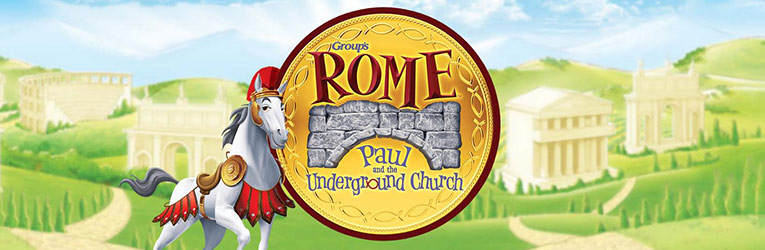 Group's
ROME
Paul
and the
Underground Church